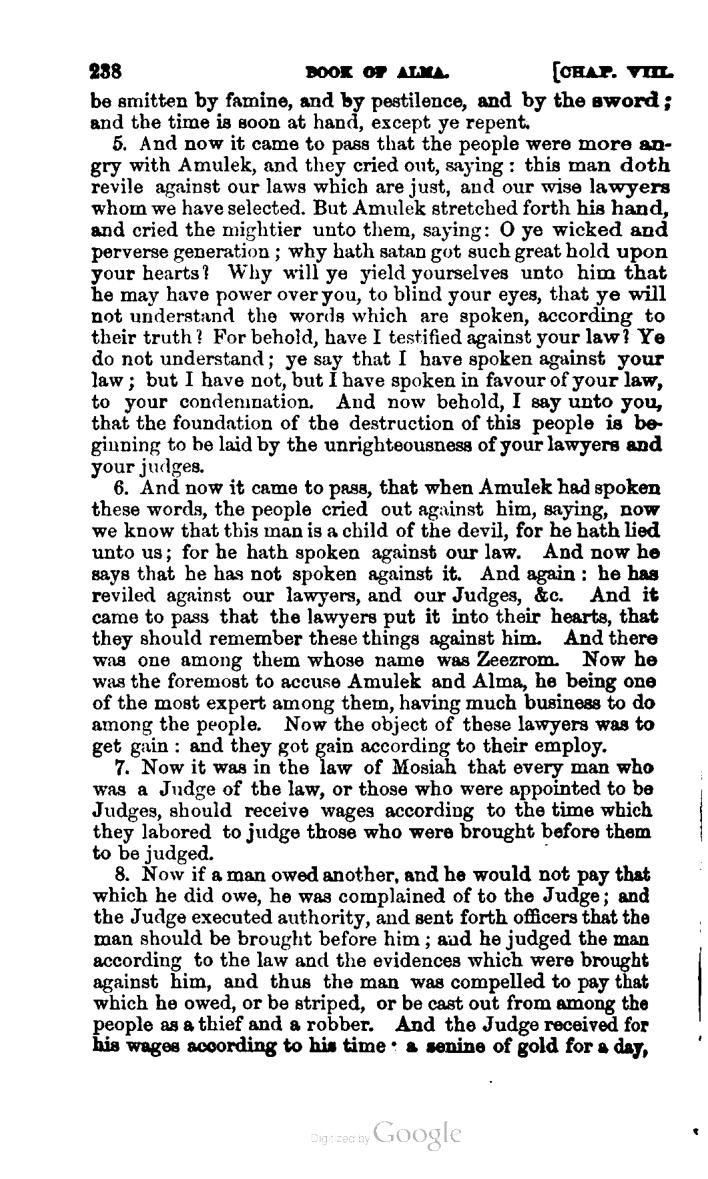 238 BOOK OF ALMA. [CHAP. VIII.
be smitten by famine, and by pestilence, and by the sword;
and the time is soon at hand, except ye repent.
5. And now it came to pass that the people were more an-
gry with Amulek, and they cried out, saying: this man doth
revile against our laws which are just, and our wise lawyers
whom we have selected. But Amulek stretched forth his hand,
and cried the mightier unto them, saying: O ye wicked and
perverse generation; why hath satan got such great hold upon
your hearts? Why will ye yield yourselves unto him that
he may have power over you, to blind your eyes, that ye will
not understand the words which are spoken, according to
their truth? For behold, have I testified against your law? Ye
do not understand; ye say that I have spoken against your
law; but I have not, but I have spoken in favour of your law,
to your condemnation. And now behold, I say unto you,
that the foundation of the destruction of this people is be-
ginning to be laid by the unrighteousness of your lawyers and
your judges.
6. And now it came to pass, that when Amulek had spoken
these words, the people cried out against him, saying, now
we know that this man is a child of the devil, for he hath lied
unto us; for he hath spoken against our law. And now he
says that he has not spoken against it. And again: he has
reviled against our lawyers, and our Judges, &c. And it
came to pass that the lawyers put it into their hearts, that
they should remember these things against him. And there
was one among them whose name was Zeezrom. Now he
was the foremost to accuse Amulek and Alma, he being one
of the most expert among them, having much business to do
among the people. Now the object of these lawyers was to
get gain: and they got gain according to their employ.
7. Now it was in the law of Mosiah that every man who
was a Judge of the law, or those who were appointed to be
Judges, should receive wages according to the time which
they labored to judge those who were brought before them
to be judged.
8. Now if a man owed another, and he would not pay that
which he did owe, he was complained of to the Judge; and
the Judge executed authority, and sent forth officers that the
man should be brought before him; and he judged the man
according to the law and the evidences which were brought
against him, and thus the man was compelled to pay that
which he owed, or be striped, or be cast out from among the
people as a thief and a robber. And the Judge received for
his wages according to his time · a senine of gold for a day,
Digitized by Google